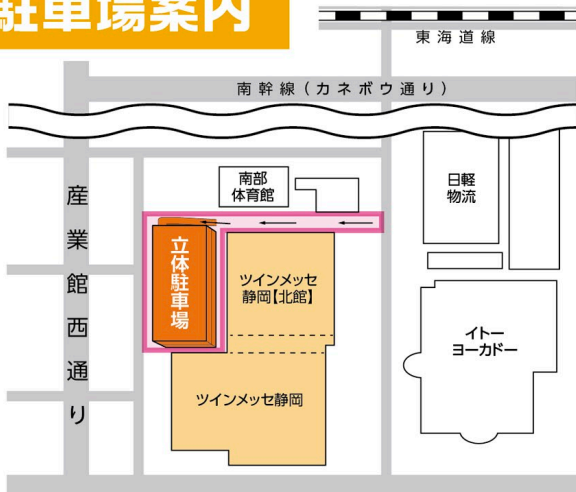 駐車場案内
東海道線
南幹線(カネボウ通り)
南部
体育館
日軽
物流
産業館西通り
立体駐車場
ツインメッセ
静岡【北館】
イトー
ヨーカドー
ツインメッセ静岡